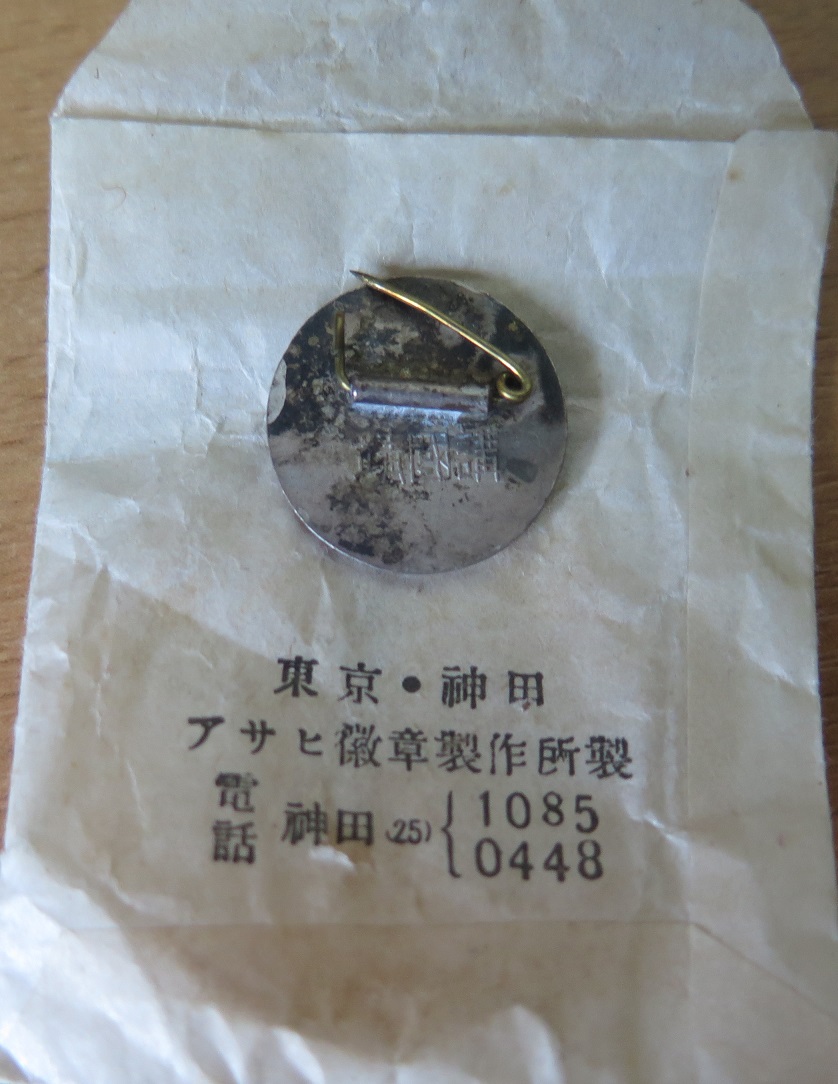 東京・神田
アサヒ徽章製作所製
電話 神田(25) { 1085
0448